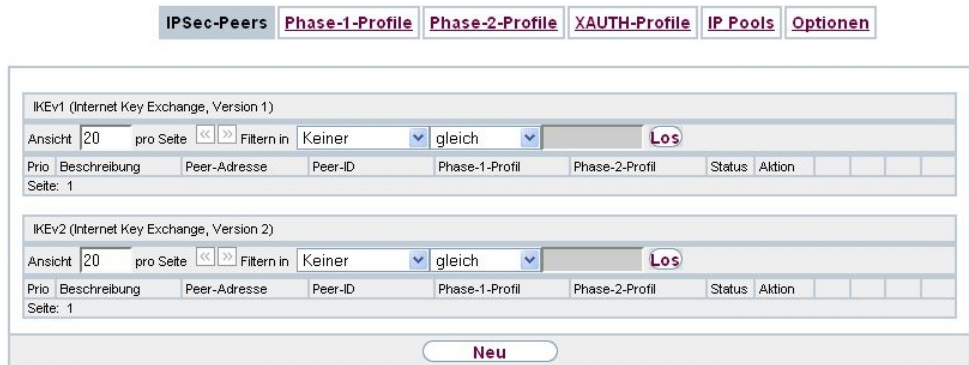 IPSec-Peers Phase-1-Profile Phase-2-Profile XAUTH-Profile IP Pools Optionen
IKEv1 (Internet Key Exchange, Version 1)
Ansicht 20 pro Seite << >> Filtern in Keiner gleich Los
Prio Beschreibung Peer-Adresse Peer-ID Phase-1-Profil Phase-2-Profil Status Aktion
Seite: 1
IKEv2 (Internet Key Exchange, Version 2)
Ansicht 20 pro Seite << >> Filtern in Keiner gleich Los
Prio Beschreibung Peer-Adresse Peer-ID Phase-1-Profil Phase-2-Profil Status Aktion
Seite: 1
Neu